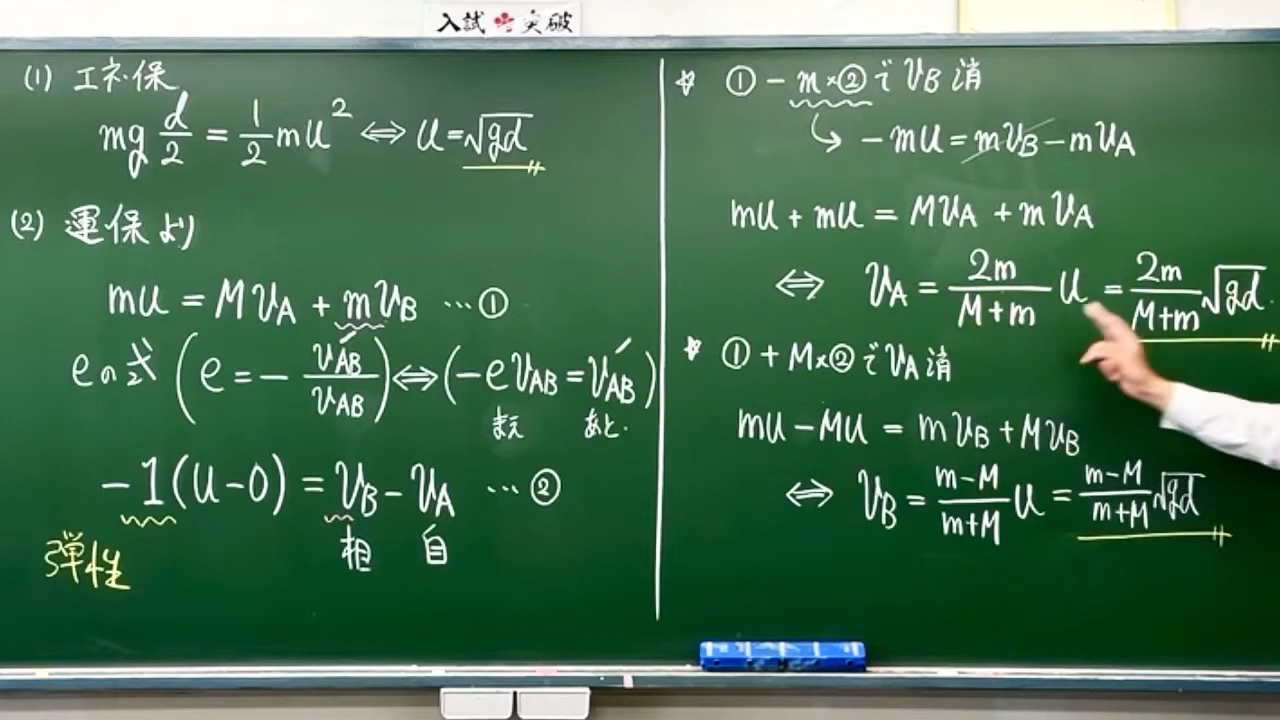 入試 突破
(1) エネ保
mg d/2 = 1/2 mu² ⇔ u = √gd
(2) 運保より
mu = MvA + mvB …①
eの式 (e = − vAB′/vAB) ⇔ (−evAB = vAB′)
まえ あと.
−1(u−0) = vB − vA …②
相 自
弾性
☆ ① − m×② で vB 消
↳ −mu = mvB − mvA
mu + mu = MvA + mvA
⇔ vA = 2m/(M+m) u = 2m/(M+m) √gd
☆ ① + M×② で vA 消
mu − Mu = mvB + MvB
⇔ vB = (m−M)/(m+M) u = (m−M)/(m+M) √gd